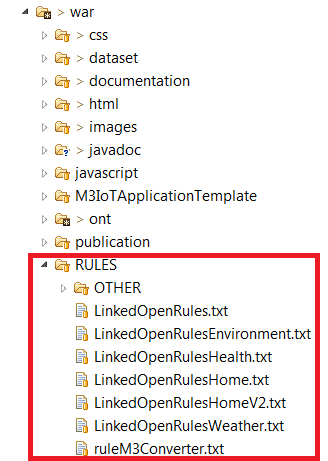 > war
> css
> dataset
> documentation
> html
> images
> javadoc
javascript
M3IoTApplicationTemplate
> ont
publication
RULES
OTHER
LinkedOpenRules.txt
LinkedOpenRulesEnvironment.txt
LinkedOpenRulesHealth.txt
LinkedOpenRulesHome.txt
LinkedOpenRulesHomeV2.txt
LinkedOpenRulesWeather.txt
ruleM3Converter.txt